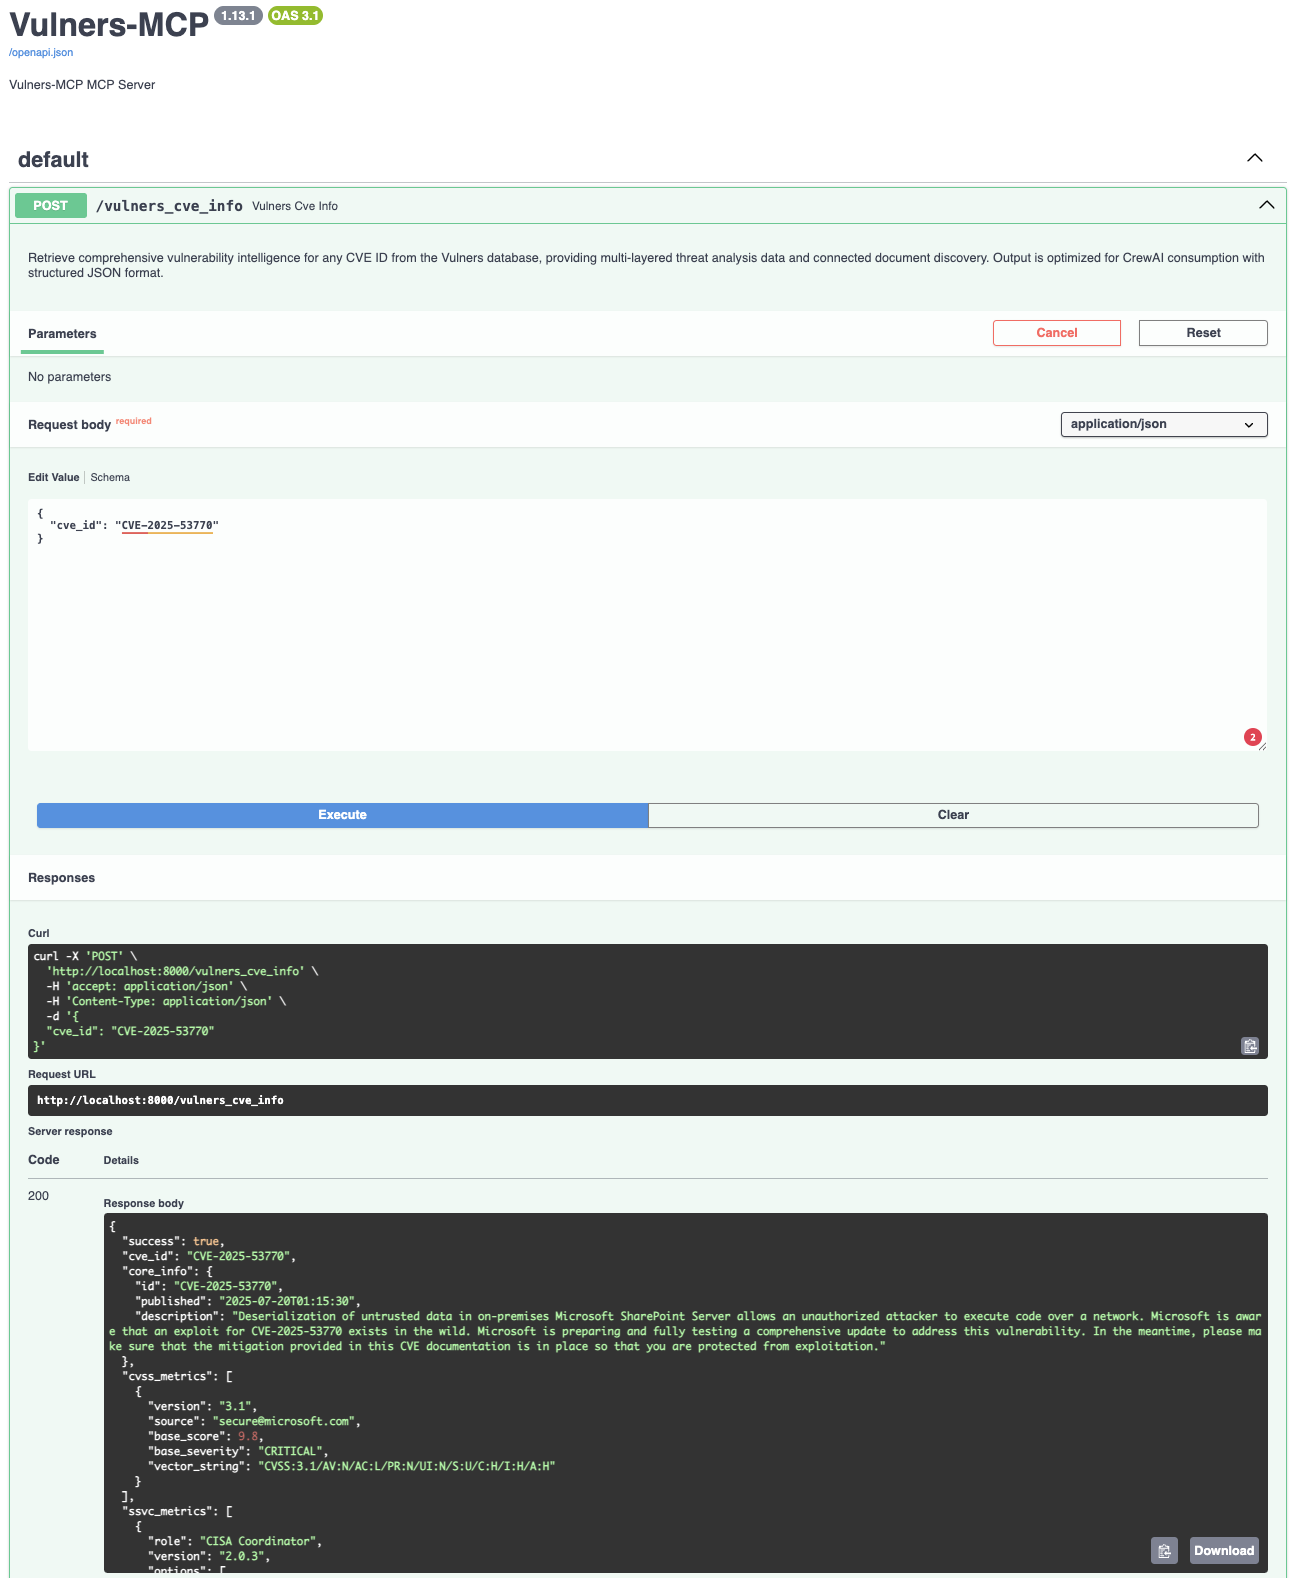 Vulners-MCP 1.13.1 OAS 3.1
/openapi.json
Vulners-MCP MCP Server
default
POST /vulners_cve_info Vulners Cve Info
Retrieve comprehensive vulnerability intelligence for any CVE ID from the Vulners database, providing multi-layered threat analysis data and connected document discovery. Output is optimized for CrewAI consumption with
structured JSON format.
Parameters Cancel Reset
No parameters
Request body required application/json
Edit Value Schema
{
  "cve_id": "CVE-2025-53770"
}
2
Execute Clear
Responses
Curl
curl -X 'POST' \
  'http://localhost:8000/vulners_cve_info' \
  -H 'accept: application/json' \
  -H 'Content-Type: application/json' \
  -d '{
  "cve_id": "CVE-2025-53770"
}'
Request URL
http://localhost:8000/vulners_cve_info
Server response
Code Details
200
Response body
{
  "success": true,
  "cve_id": "CVE-2025-53770",
  "core_info": {
    "id": "CVE-2025-53770",
    "published": "2025-07-20T01:15:30",
    "description": "Deserialization of untrusted data in on-premises Microsoft SharePoint Server allows an unauthorized attacker to execute code over a network. Microsoft is awar
e that an exploit for CVE-2025-53770 exists in the wild. Microsoft is preparing and fully testing a comprehensive update to address this vulnerability. In the meantime, please ma
ke sure that the mitigation provided in this CVE documentation is in place so that you are protected from exploitation."
  },
  "cvss_metrics": [
    {
      "version": "3.1",
      "source": "secure@microsoft.com",
      "base_score": 9.8,
      "base_severity": "CRITICAL",
      "vector_string": "CVSS:3.1/AV:N/AC:L/PR:N/UI:N/S:U/C:H/I:H/A:H"
    }
  ],
  "ssvc_metrics": [
    {
      "role": "CISA Coordinator",
      "version": "2.0.3",
      "options": [
Download